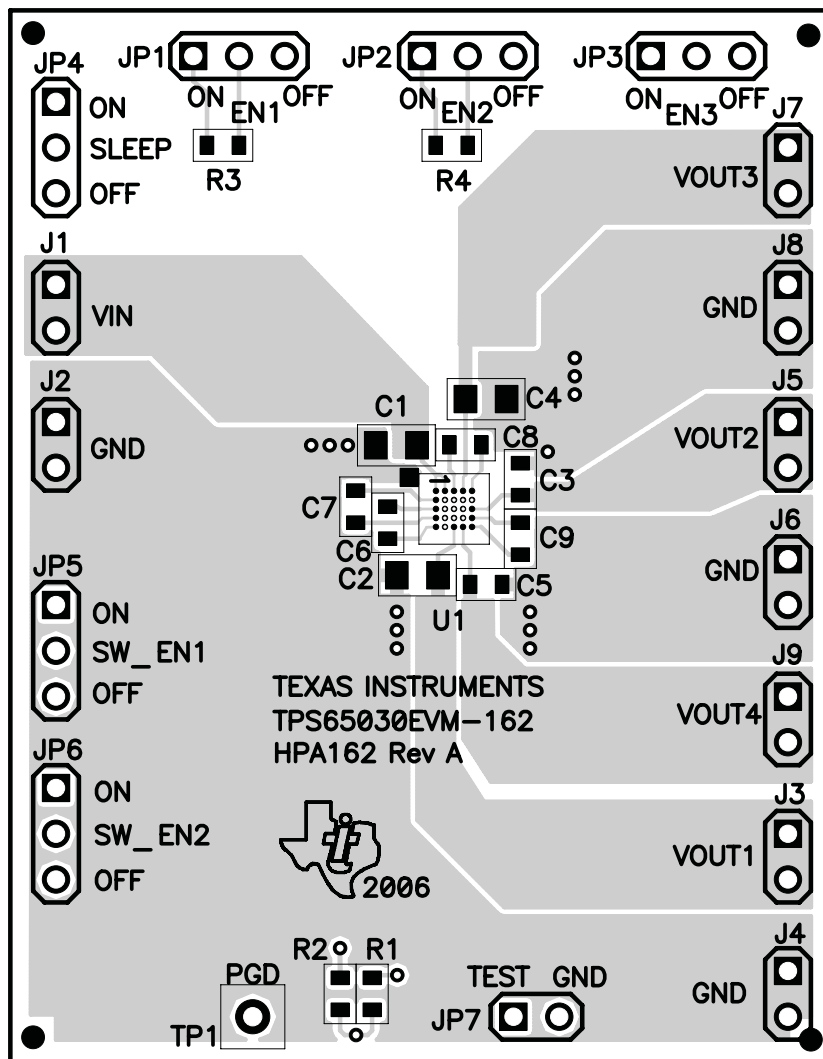 JP4
JP1
JP2
JP3
ON
EN1
OFF
ON
EN2
OFF
ON
EN3
OFF
ON
SLEEP
OFF
R3
R4
J7
VOUT3
J1
VIN
J8
GND
J2
GND
C1
C4
J5
VOUT2
C8
1
C3
C7
C6
C9
C2
C5
U1
J6
GND
JP5
ON
SW_EN1
OFF
TEXAS INSTRUMENTS
TPS65030EVM-162
HPA162 Rev A
J9
VOUT4
JP6
ON
SW_EN2
OFF
2006
J3
VOUT1
R2
R1
PGD
TP1
TEST
GND
JP7
J4
GND